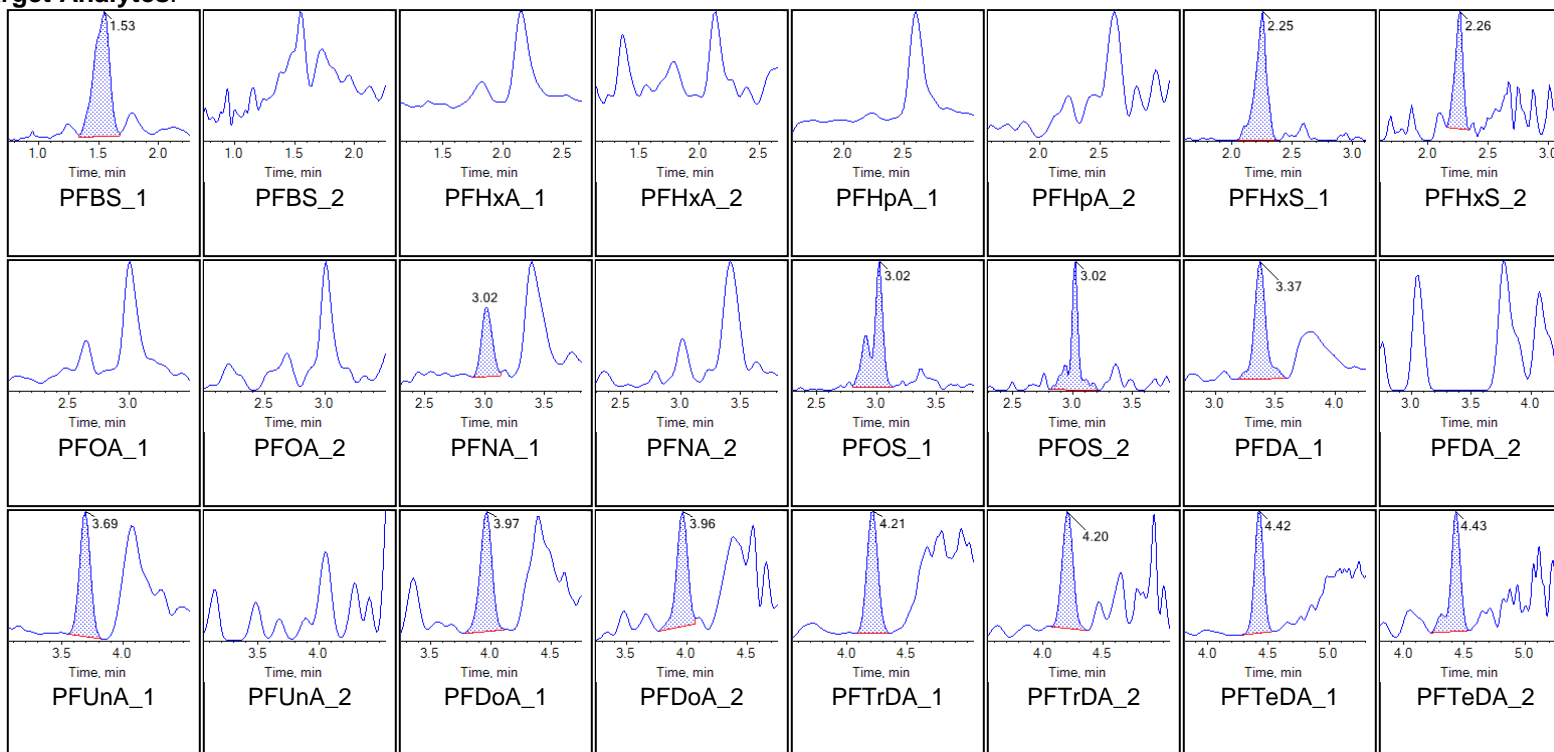 rget Analytes:
1.53 2.25 2.26
1.0 1.5 2.0 1.0 1.5 2.0 1.5 2.0 2.5 1.5 2.0 2.5 2.0 2.5 2.0 2.5 2.0 2.5 3.0 2.0 2.5 3.0
Time, min Time, min Time, min Time, min Time, min Time, min Time, min Time, min
PFBS_1 PFBS_2 PFHxA_1 PFHxA_2 PFHpA_1 PFHpA_2 PFHxS_1 PFHxS_2
3.02 3.02 3.02 3.37
2.5 3.0 2.5 3.0 2.5 3.0 3.5 2.5 3.0 3.5 2.5 3.0 3.5 2.5 3.0 3.5 3.0 3.5 4.0 3.0 3.5 4.0
Time, min Time, min Time, min Time, min Time, min Time, min Time, min Time, min
PFOA_1 PFOA_2 PFNA_1 PFNA_2 PFOS_1 PFOS_2 PFDA_1 PFDA_2
3.69 3.97 3.96 4.21 4.20 4.42 4.43
3.5 4.0 3.5 4.0 3.5 4.0 4.5 3.5 4.0 4.5 4.0 4.5 4.0 4.5 4.0 4.5 5.0 4.0 4.5 5.0
Time, min Time, min Time, min Time, min Time, min Time, min Time, min Time, min
PFUnA_1 PFUnA_2 PFDoA_1 PFDoA_2 PFTrDA_1 PFTrDA_2 PFTeDA_1 PFTeDA_2